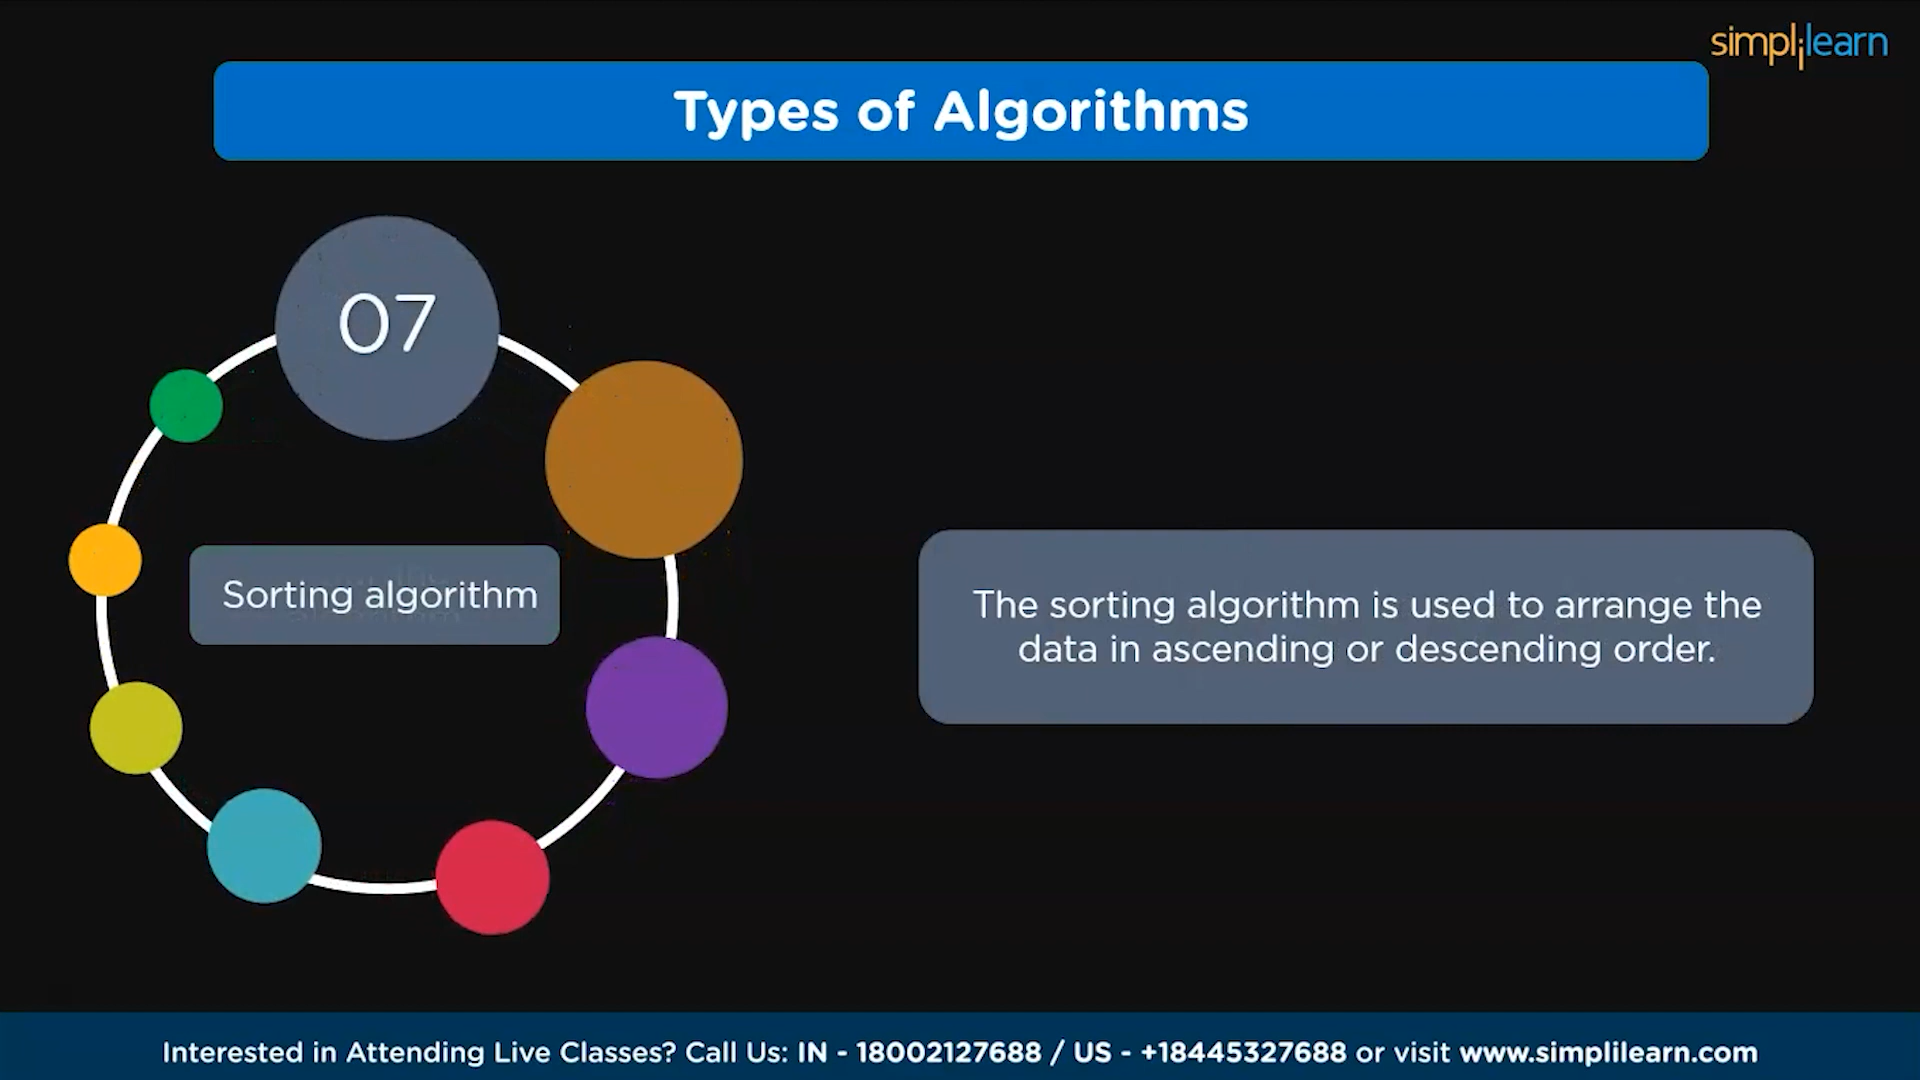 simplilearn
Types of Algorithms
07
Sorting algorithm
The sorting algorithm is used to arrange the
data in ascending or descending order.
Interested in Attending Live Classes? Call Us: IN - 18002127688 / US - +18445327688 or visit www.simplilearn.com